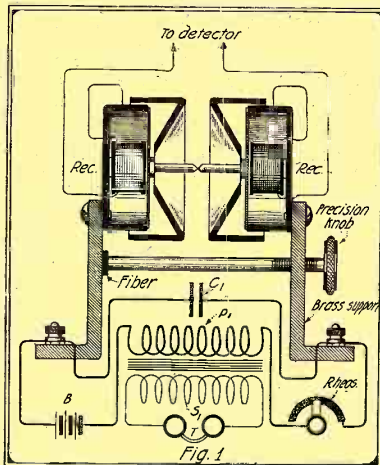 To detector
Rec.
Rec.
Precision
knob
Fiber
C₁
Brass support
P₁
B
S₁
T
Rheos.
Fig. 1